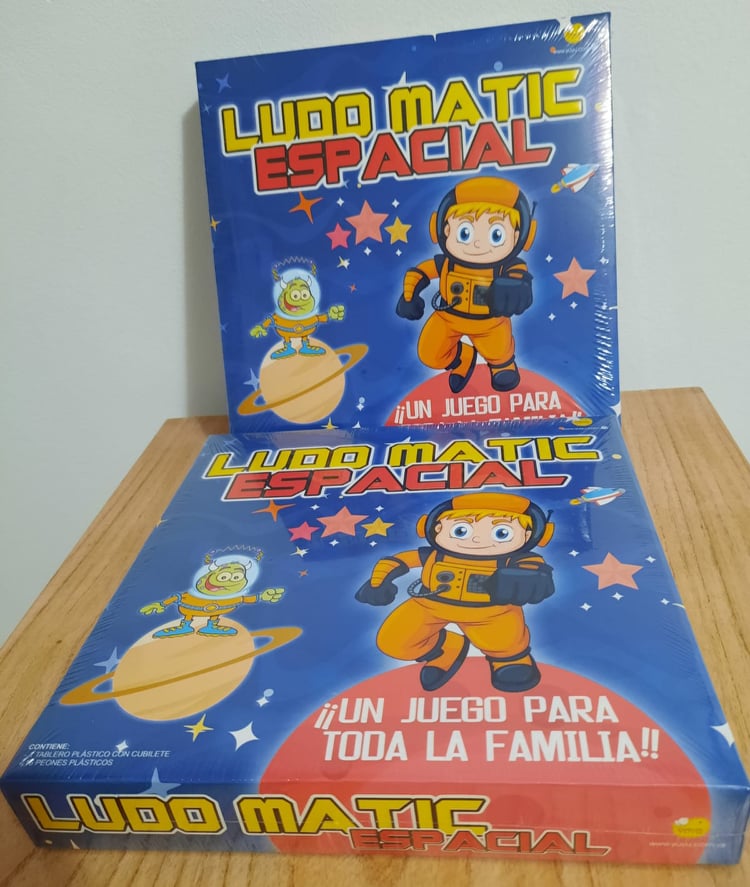 LUDO MATIC
ESPACIAL
¡¡UN JUEGO PARA
LUDO MATIC
ESPACIAL
¡¡UN JUEGO PARA
TODA LA FAMILIA!!
CONTIENE:
TABLERO PLÁSTICO CON CUBILETE
PEONES PLÁSTICOS
LUDO MATIC
ESPACIAL